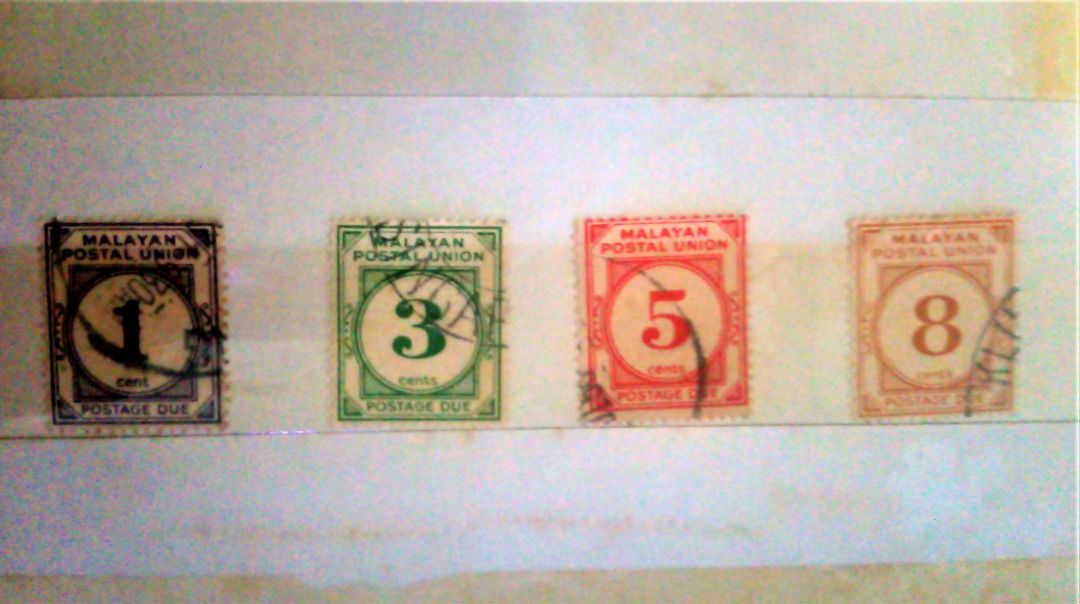 MALAYAN
POSTAL UNION
1
cent
POSTAGE DUE
MALAYAN
POSTAL UNION
3
cents
POSTAGE DUE
MALAYAN
POSTAL UNION
5
cents
POSTAGE DUE
MALAYAN
POSTAL UNION
8
cents
POSTAGE DUE